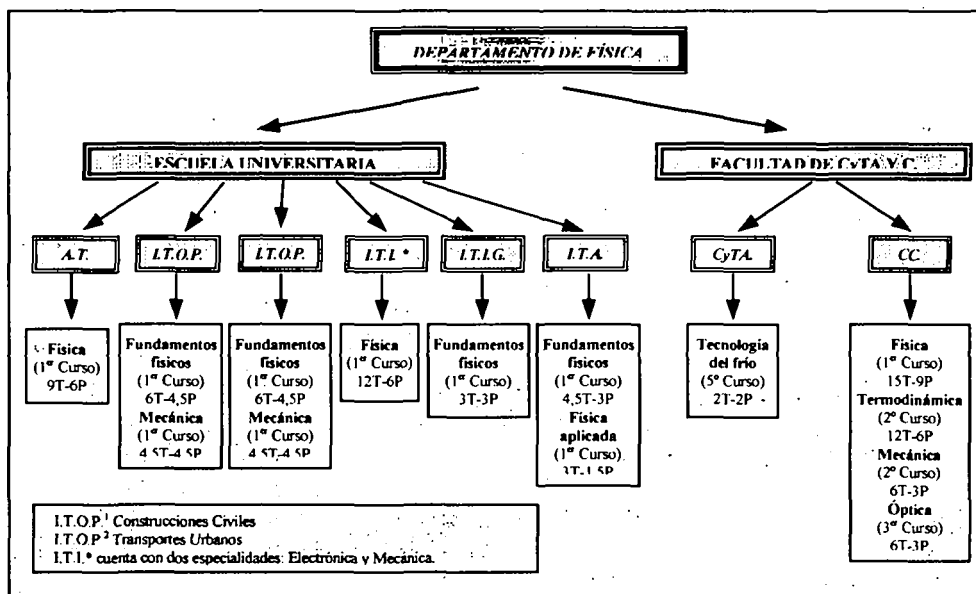 DEPARTAMENTO DE FÍSICA
ESCUELA UNIVERSITARIA
FACULTAD DE CyTA Y C.
A.T.
I.T.O.P.
I.T.O.P.
I.T.I. *
I.T.I.G.
I.T.A.
CyTA.
CC.
Física
(1er Curso)
9T-6P
Fundamentos
físicos
(1er Curso)
6T-4,5P
Mecánica
(1er Curso)
4,5T-4,5P
Fundamentos
físicos
(1er Curso)
6T-4,5P
Mecánica
(1er Curso)
4,5T-4,5P
Física
(1er Curso)
12T-6P
Fundamentos
físicos
(1er Curso)
3T-3P
Fundamentos
físicos
(1er Curso)
4,5T-3P
Física
aplicada
(1er Curso)
3T-1,5P
Tecnología
del frío
(5º Curso)
2T-2P
Física
(1er Curso)
15T-9P
Termodinámica
(2º Curso)
12T-6P
Mecánica
(2º Curso)
6T-3P
Óptica
(3er Curso)
6T-3P
I.T.O.P.¹ Construcciones Civiles
I.T.O.P² Transportes Urbanos
I.T.I.* cuenta con dos especialidades: Electrónica y Mecánica.